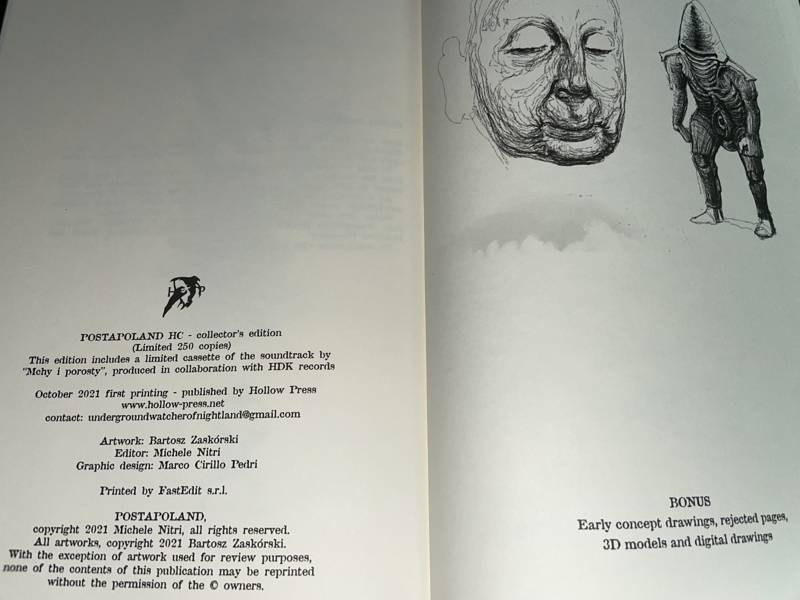 HCP
POSTAPOLAND HC - collector's edition
(Limited 250 copies)
This edition includes a limited cassette of the soundtrack by
"Mchy i porosty", produced in collaboration with HDK records
October 2021 first printing - published by Hollow Press
www.hollow-press.net
contact: undergroundwatcherofnightland@gmail.com
Artwork: Bartosz Zaskórski
Editor: Michele Nitri
Graphic design: Marco Cirillo Pedri
Printed by FastEdit s.r.l.
POSTAPOLAND,
copyright 2021 Michele Nitri, all rights reserved.
All artworks, copyright 2021 Bartosz Zaskórski.
With the exception of artwork used for review purposes,
none of the contents of this publication may be reprinted
without the permission of the © owners.
BONUS
Early concept drawings, rejected pages,
3D models and digital drawings